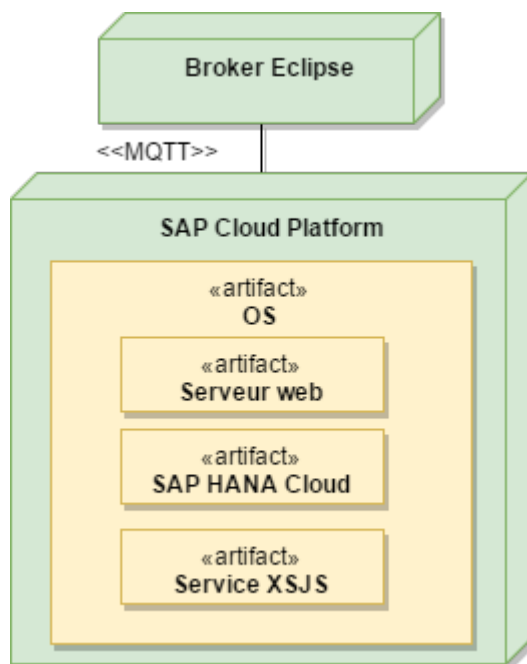 Broker Eclipse
<<MQTT>>
SAP Cloud Platform
«artifact»
OS
«artifact»
Serveur web
«artifact»
SAP HANA Cloud
«artifact»
Service XSJS